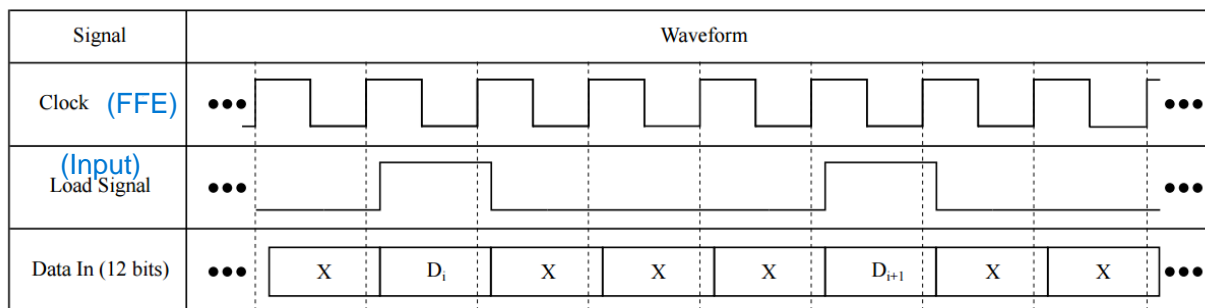 Signal Waveform
Clock (FFE) •••  •••
(Input)
Load Signal ••• •••
Data In (12 bits) ••• X Dᵢ X X X Dᵢ₊₁ X X •••